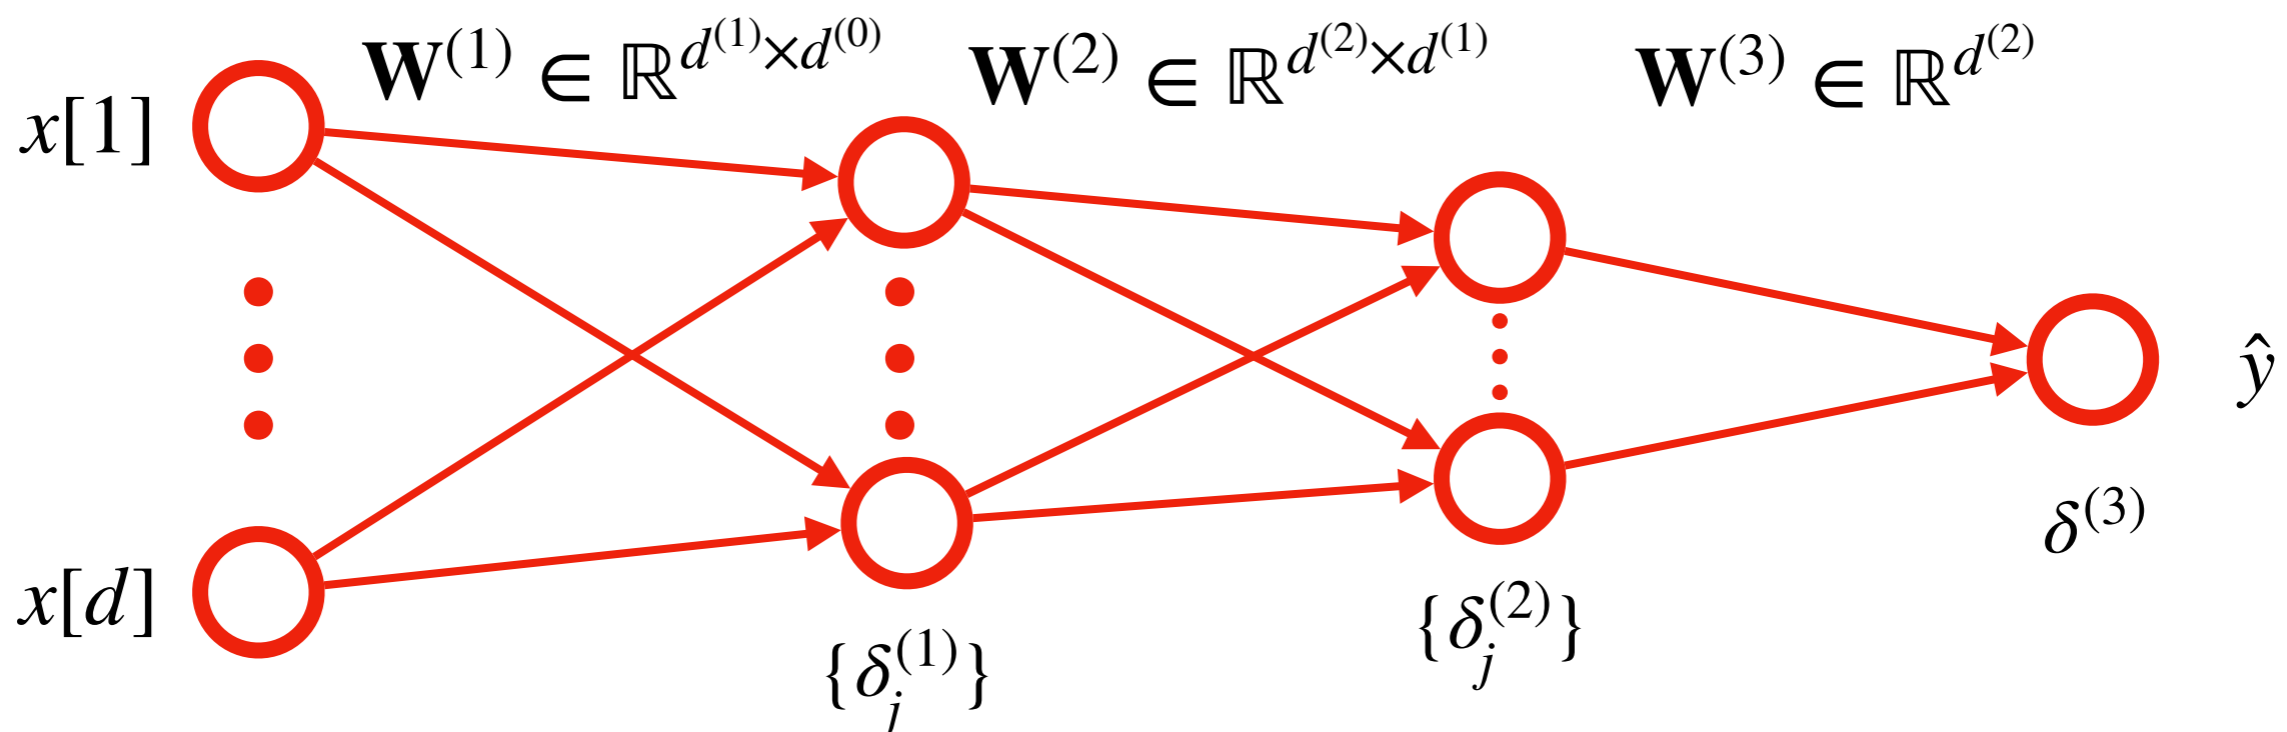 𝐖⁽¹⁾ ∈ ℝ^{d⁽¹⁾×d⁽⁰⁾} 𝐖⁽²⁾ ∈ ℝ^{d⁽²⁾×d⁽¹⁾} 𝐖⁽³⁾ ∈ ℝ^{d⁽²⁾}
x[1]
ŷ
δ⁽³⁾
x[d]
{δ_j⁽¹⁾}
{δ_j⁽²⁾}